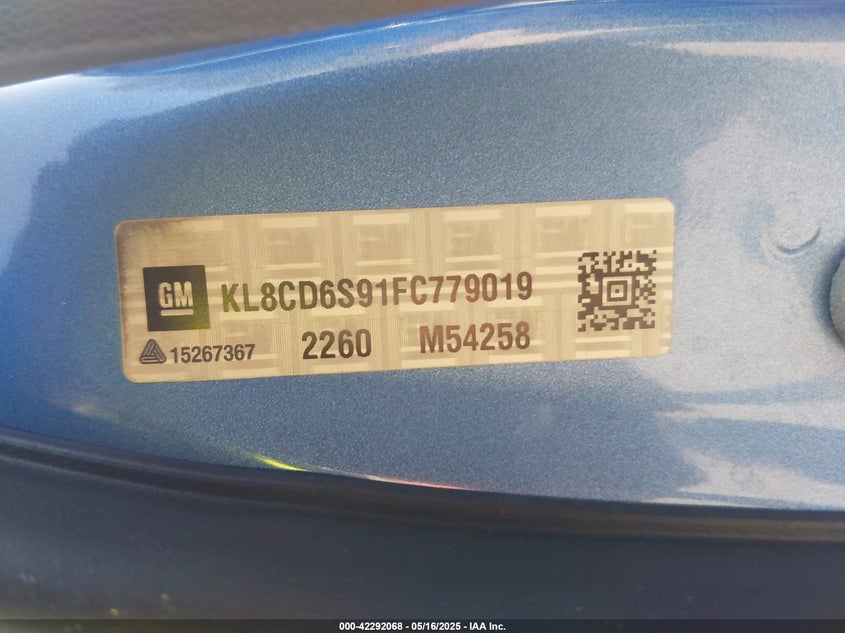 GM KL8CD6S91FC779019
15267367 2260 M54258
000-42292068 - 05/16/2025 - IAA Inc.